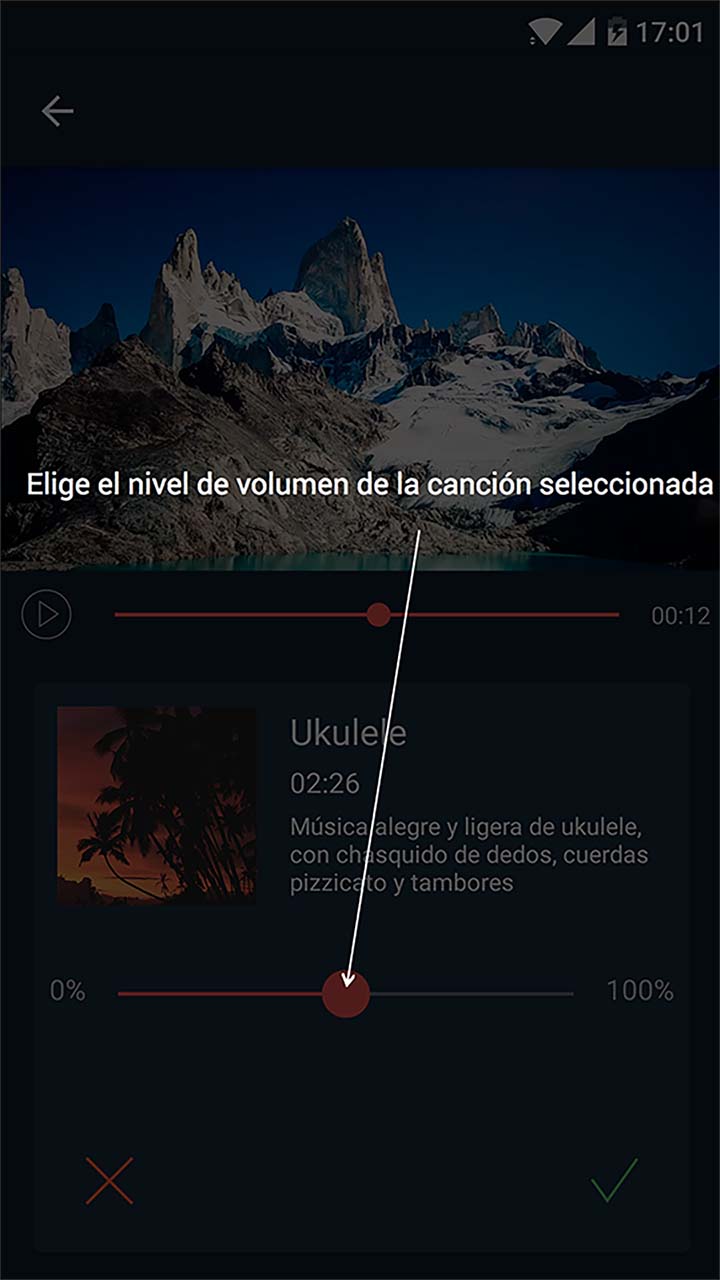 17:01
Elige el nivel de volumen de la canción seleccionada
00:12
Ukulele
02:26
Música alegre y ligera de ukulele,
con chasquido de dedos, cuerdas
pizzicato y tambores
0% 100%